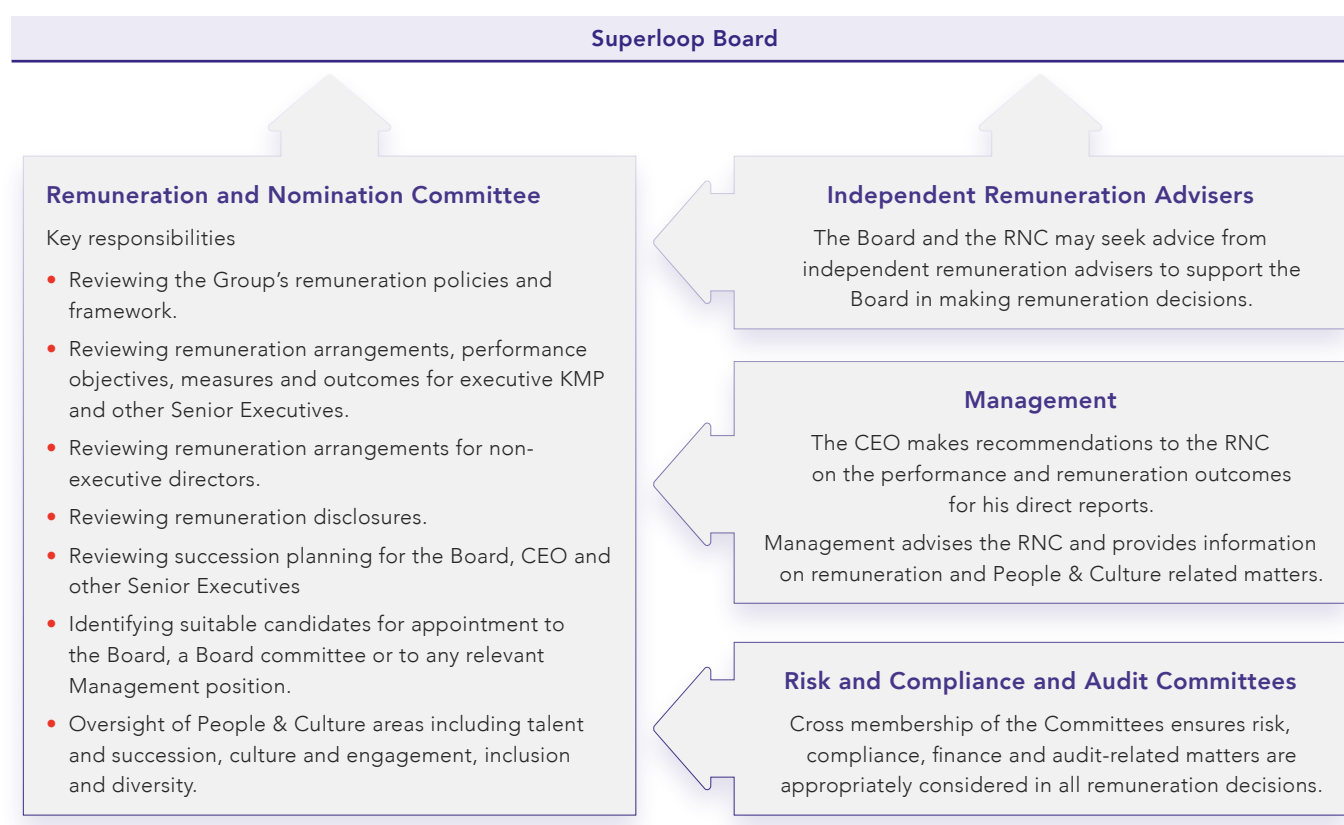 Superloop Board
Remuneration and Nomination Committee
Key responsibilities
• Reviewing the Group’s remuneration policies and
framework.
• Reviewing remuneration arrangements, performance
objectives, measures and outcomes for executive KMP
and other Senior Executives.
• Reviewing remuneration arrangements for non-
executive directors.
• Reviewing remuneration disclosures.
• Reviewing succession planning for the Board, CEO and
other Senior Executives
• Identifying suitable candidates for appointment to
the Board, a Board committee or to any relevant
Management position.
• Oversight of People & Culture areas including talent
and succession, culture and engagement, inclusion
and diversity.
Independent Remuneration Advisers
The Board and the RNC may seek advice from
independent remuneration advisers to support the
Board in making remuneration decisions.
Management
The CEO makes recommendations to the RNC
on the performance and remuneration outcomes
for his direct reports.
Management advises the RNC and provides information
on remuneration and People & Culture related matters.
Risk and Compliance and Audit Committees
Cross membership of the Committees ensures risk,
compliance, finance and audit-related matters are
appropriately considered in all remuneration decisions.